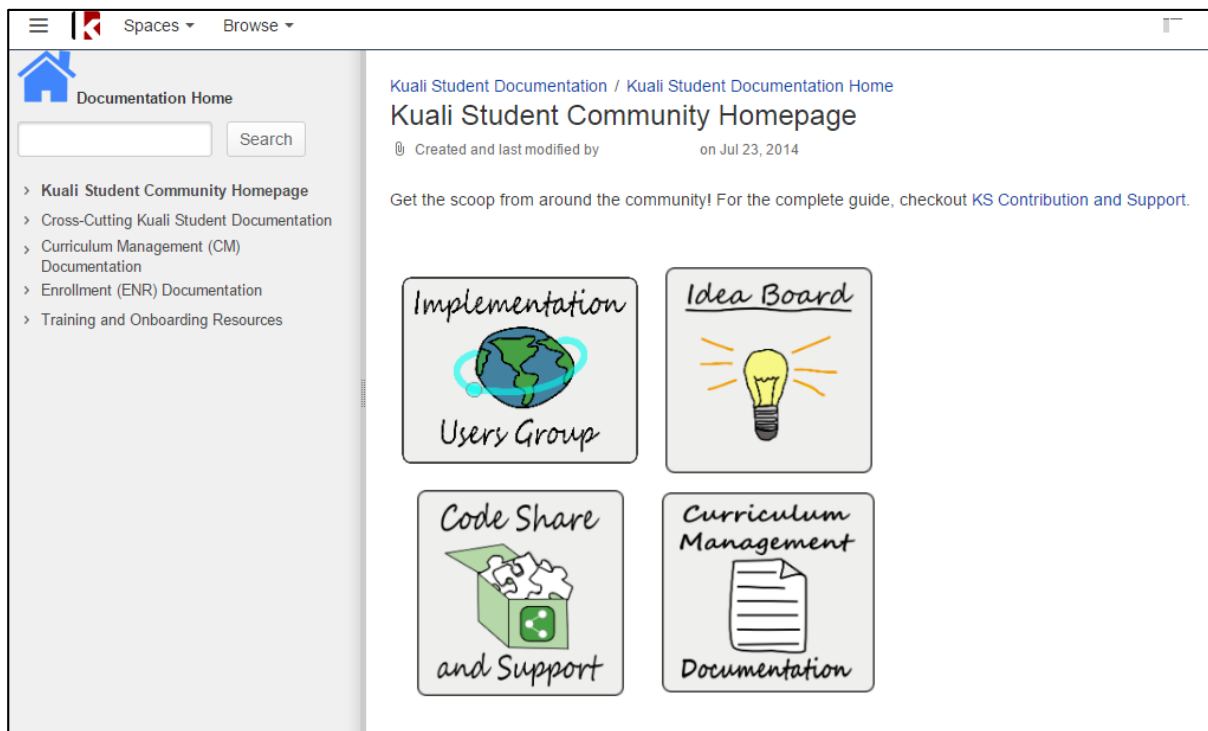 Spaces Browse
Documentation Home
Search
Kuali Student Community Homepage
Cross-Cutting Kuali Student Documentation
Curriculum Management (CM)
Documentation
Enrollment (ENR) Documentation
Training and Onboarding Resources
Kuali Student Documentation / Kuali Student Documentation Home
Kuali Student Community Homepage
Created and last modified by on Jul 23, 2014
Get the scoop from around the community! For the complete guide, checkout KS Contribution and Support.
Implementation
Users Group
Idea Board
Code Share
and Support
Curriculum
Management
Documentation